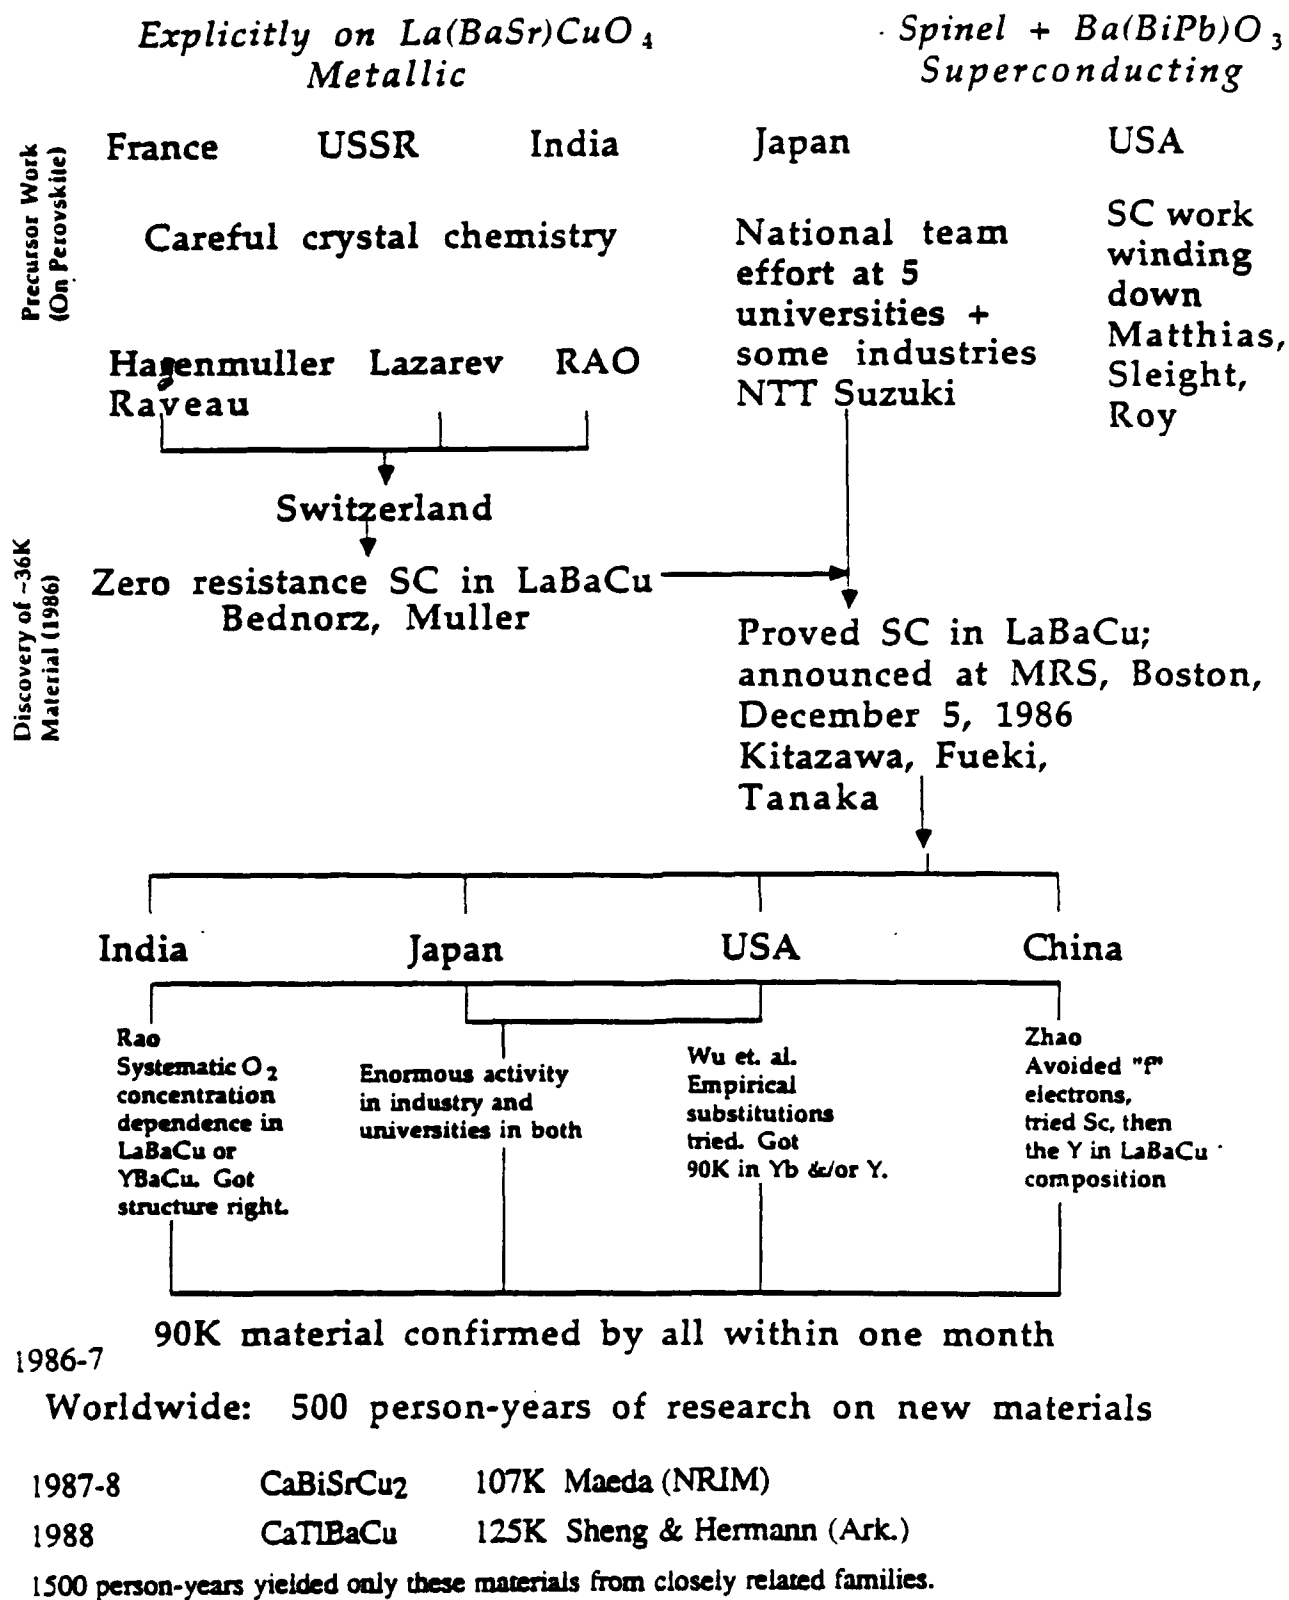 Explicitly on La(BaSr)CuO4
Metallic
Spinel + Ba(BiPb)O3
Superconducting
Precursor Work
(On Perovskite)
France USSR India Japan USA
Careful crystal chemistry
Hagenmuller Lazarev RAO
Raveau
National team
effort at 5
universities +
some industries
NTT Suzuki
SC work
winding
down
Matthias,
Sleight,
Roy
Discovery of ~36K
Material (1986)
Switzerland
Zero resistance SC in LaBaCu
Bednorz, Muller
Proved SC in LaBaCu;
announced at MRS, Boston,
December 5, 1986
Kitazawa, Fueki,
Tanaka
India Japan USA China
Rao
Systematic O2
concentration
dependence in
LaBaCu or
YBaCu. Got
structure right.
Enormous activity
in industry and
universities in both
Wu et. al.
Empirical
substitutions
tried. Got
90K in Yb &/or Y.
Zhao
Avoided "f"
electrons,
tried Sc, then
the Y in LaBaCu
composition
90K material confirmed by all within one month
1986-7
Worldwide: 500 person-years of research on new materials
1987-8 CaBiSrCu2 107K Maeda (NRIM)
1988 CaTlBaCu 125K Sheng & Hermann (Ark.)
1500 person-years yielded only these materials from closely related families.